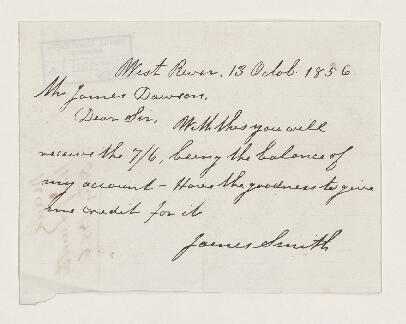 West River, 13 Octob. 1856
Mr James Dawson,
Dear Sir. With this you will
receive the 7/6, being the balance of
my account - Have the goodness to give
me credit for it
James Smith